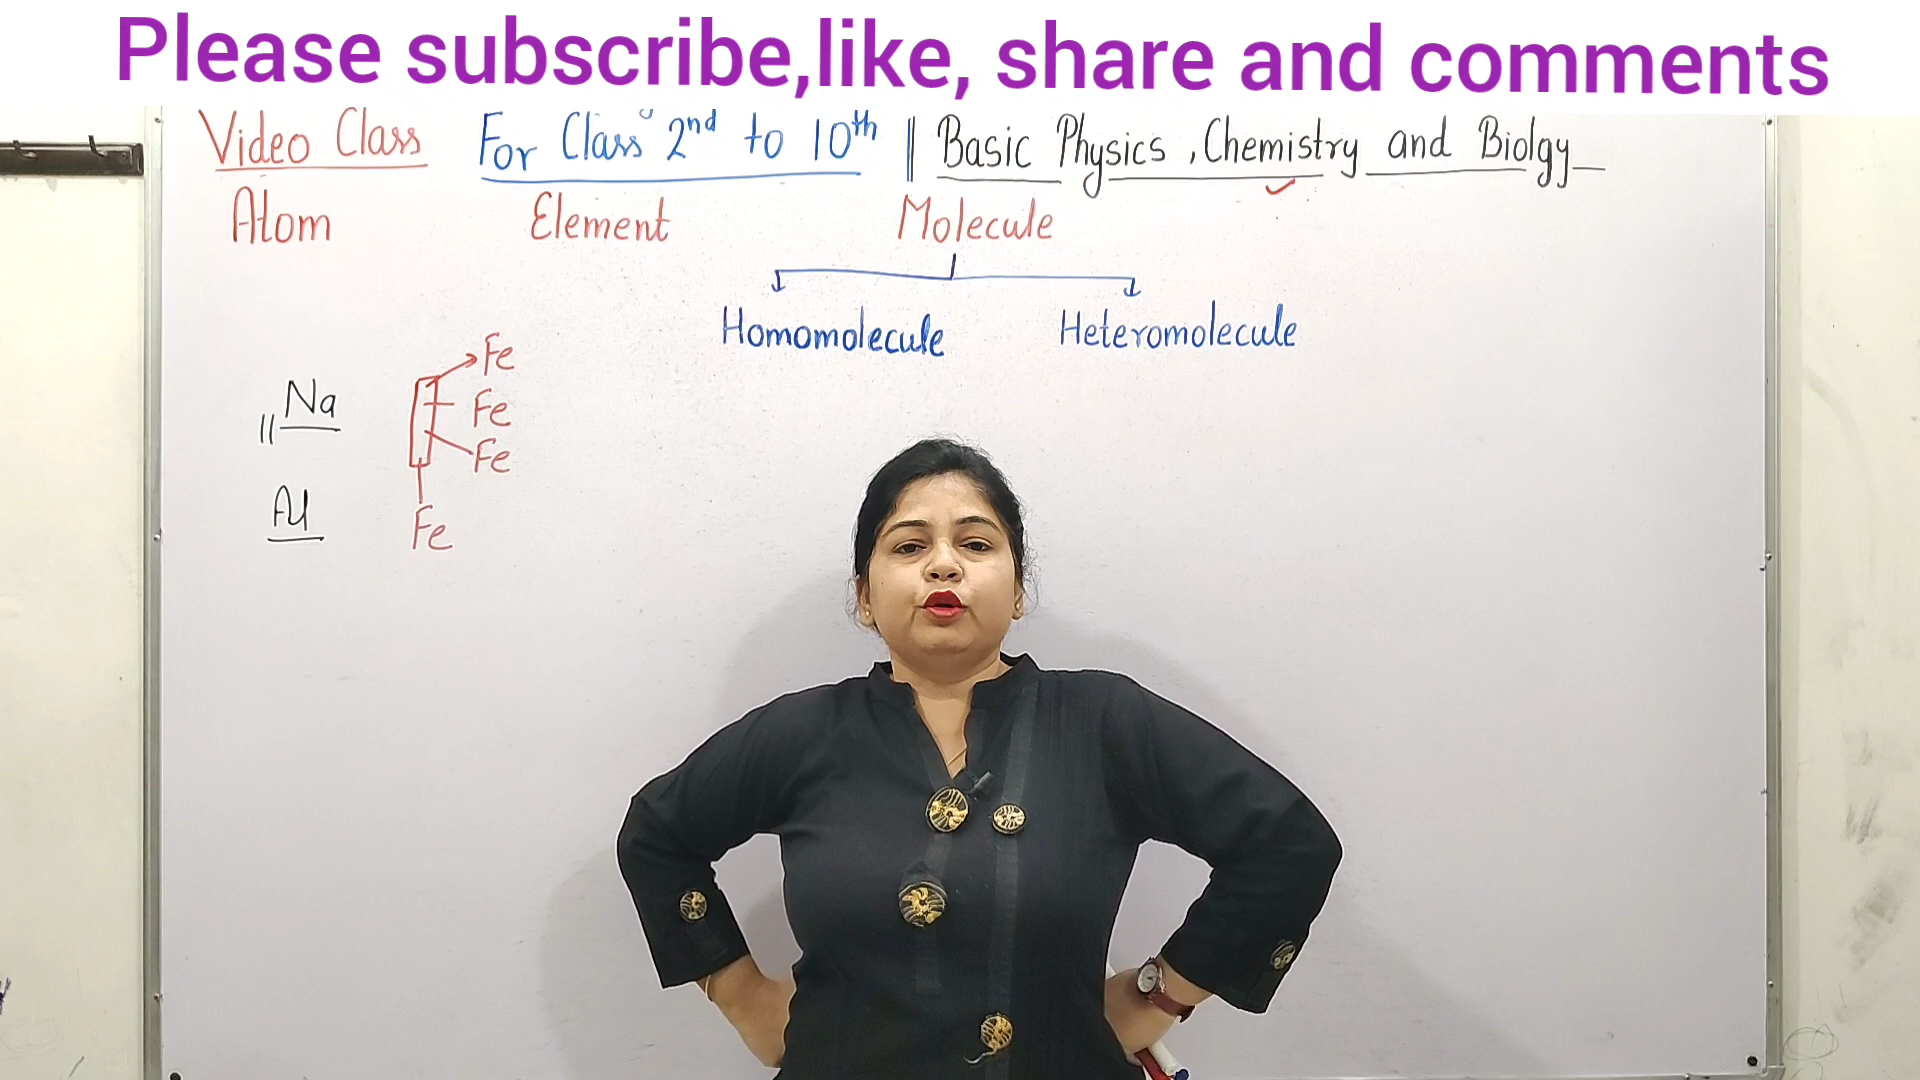 Please subscribe,like, share and comments
Video Class For Class 2nd to 10th || Basic Physics , Chemistry and Biolgy
Atom Element Molecule
Homomolecule Heteromolecule
Fe
Na Fe
Fe
Al
Fe